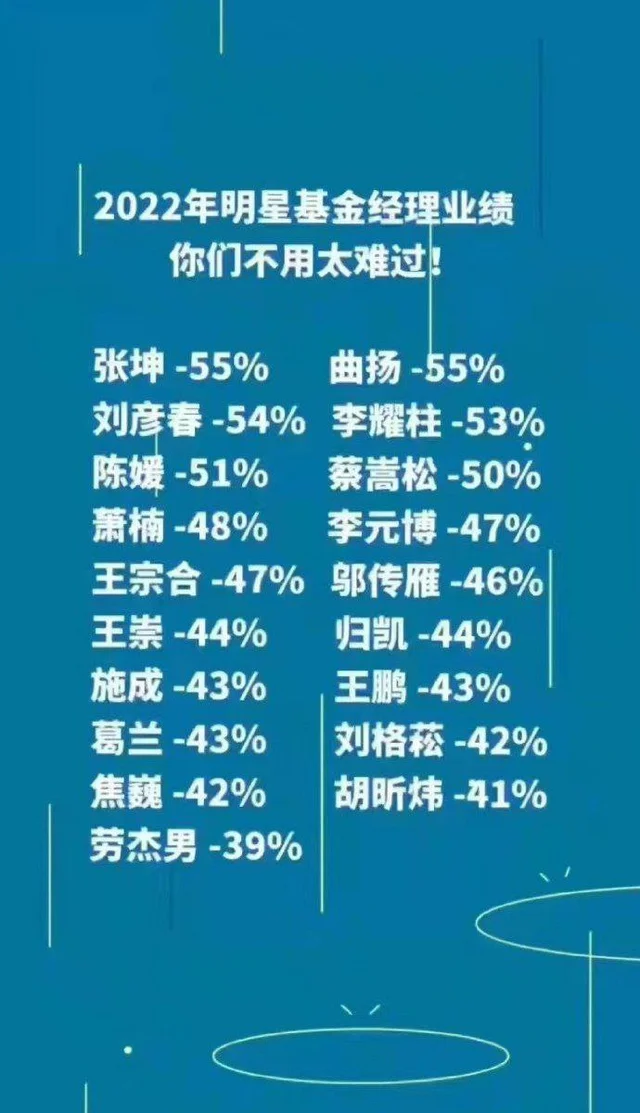 2022年明星基金经理业绩
你们不用太难过！
张坤 -55% 曲扬 -55%
刘彦春 -54% 李耀柱 -53%
陈媛 -51% 蔡嵩松 -50%
萧楠 -48% 李元博 -47%
王宗合 -47% 邬传雁 -46%
王崇 -44% 归凯 -44%
施成 -43% 王鹏 -43%
葛兰 -43% 刘格菘 -42%
焦巍 -42% 胡昕炜 -41%
劳杰男 -39%